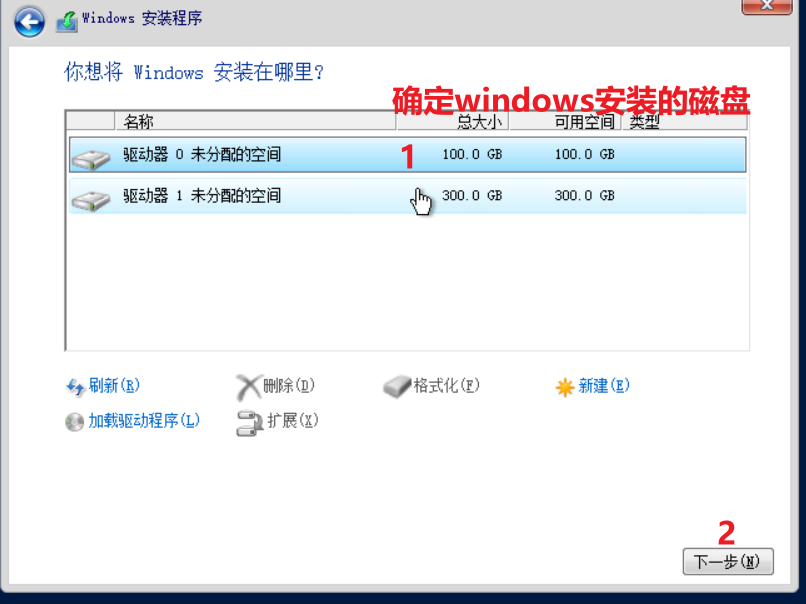 Windows 安装程序
你想将 Windows 安装在哪里?
确定windows安装的磁盘
名称 总大小 可用空间 类型
驱动器 0 未分配的空间 1 100.0 GB 100.0 GB
驱动器 1 未分配的空间 300.0 GB 300.0 GB
刷新(R) 删除(D) 格式化(F) 新建(E)
加载驱动程序(L) 扩展(X)
2
下一步(N)